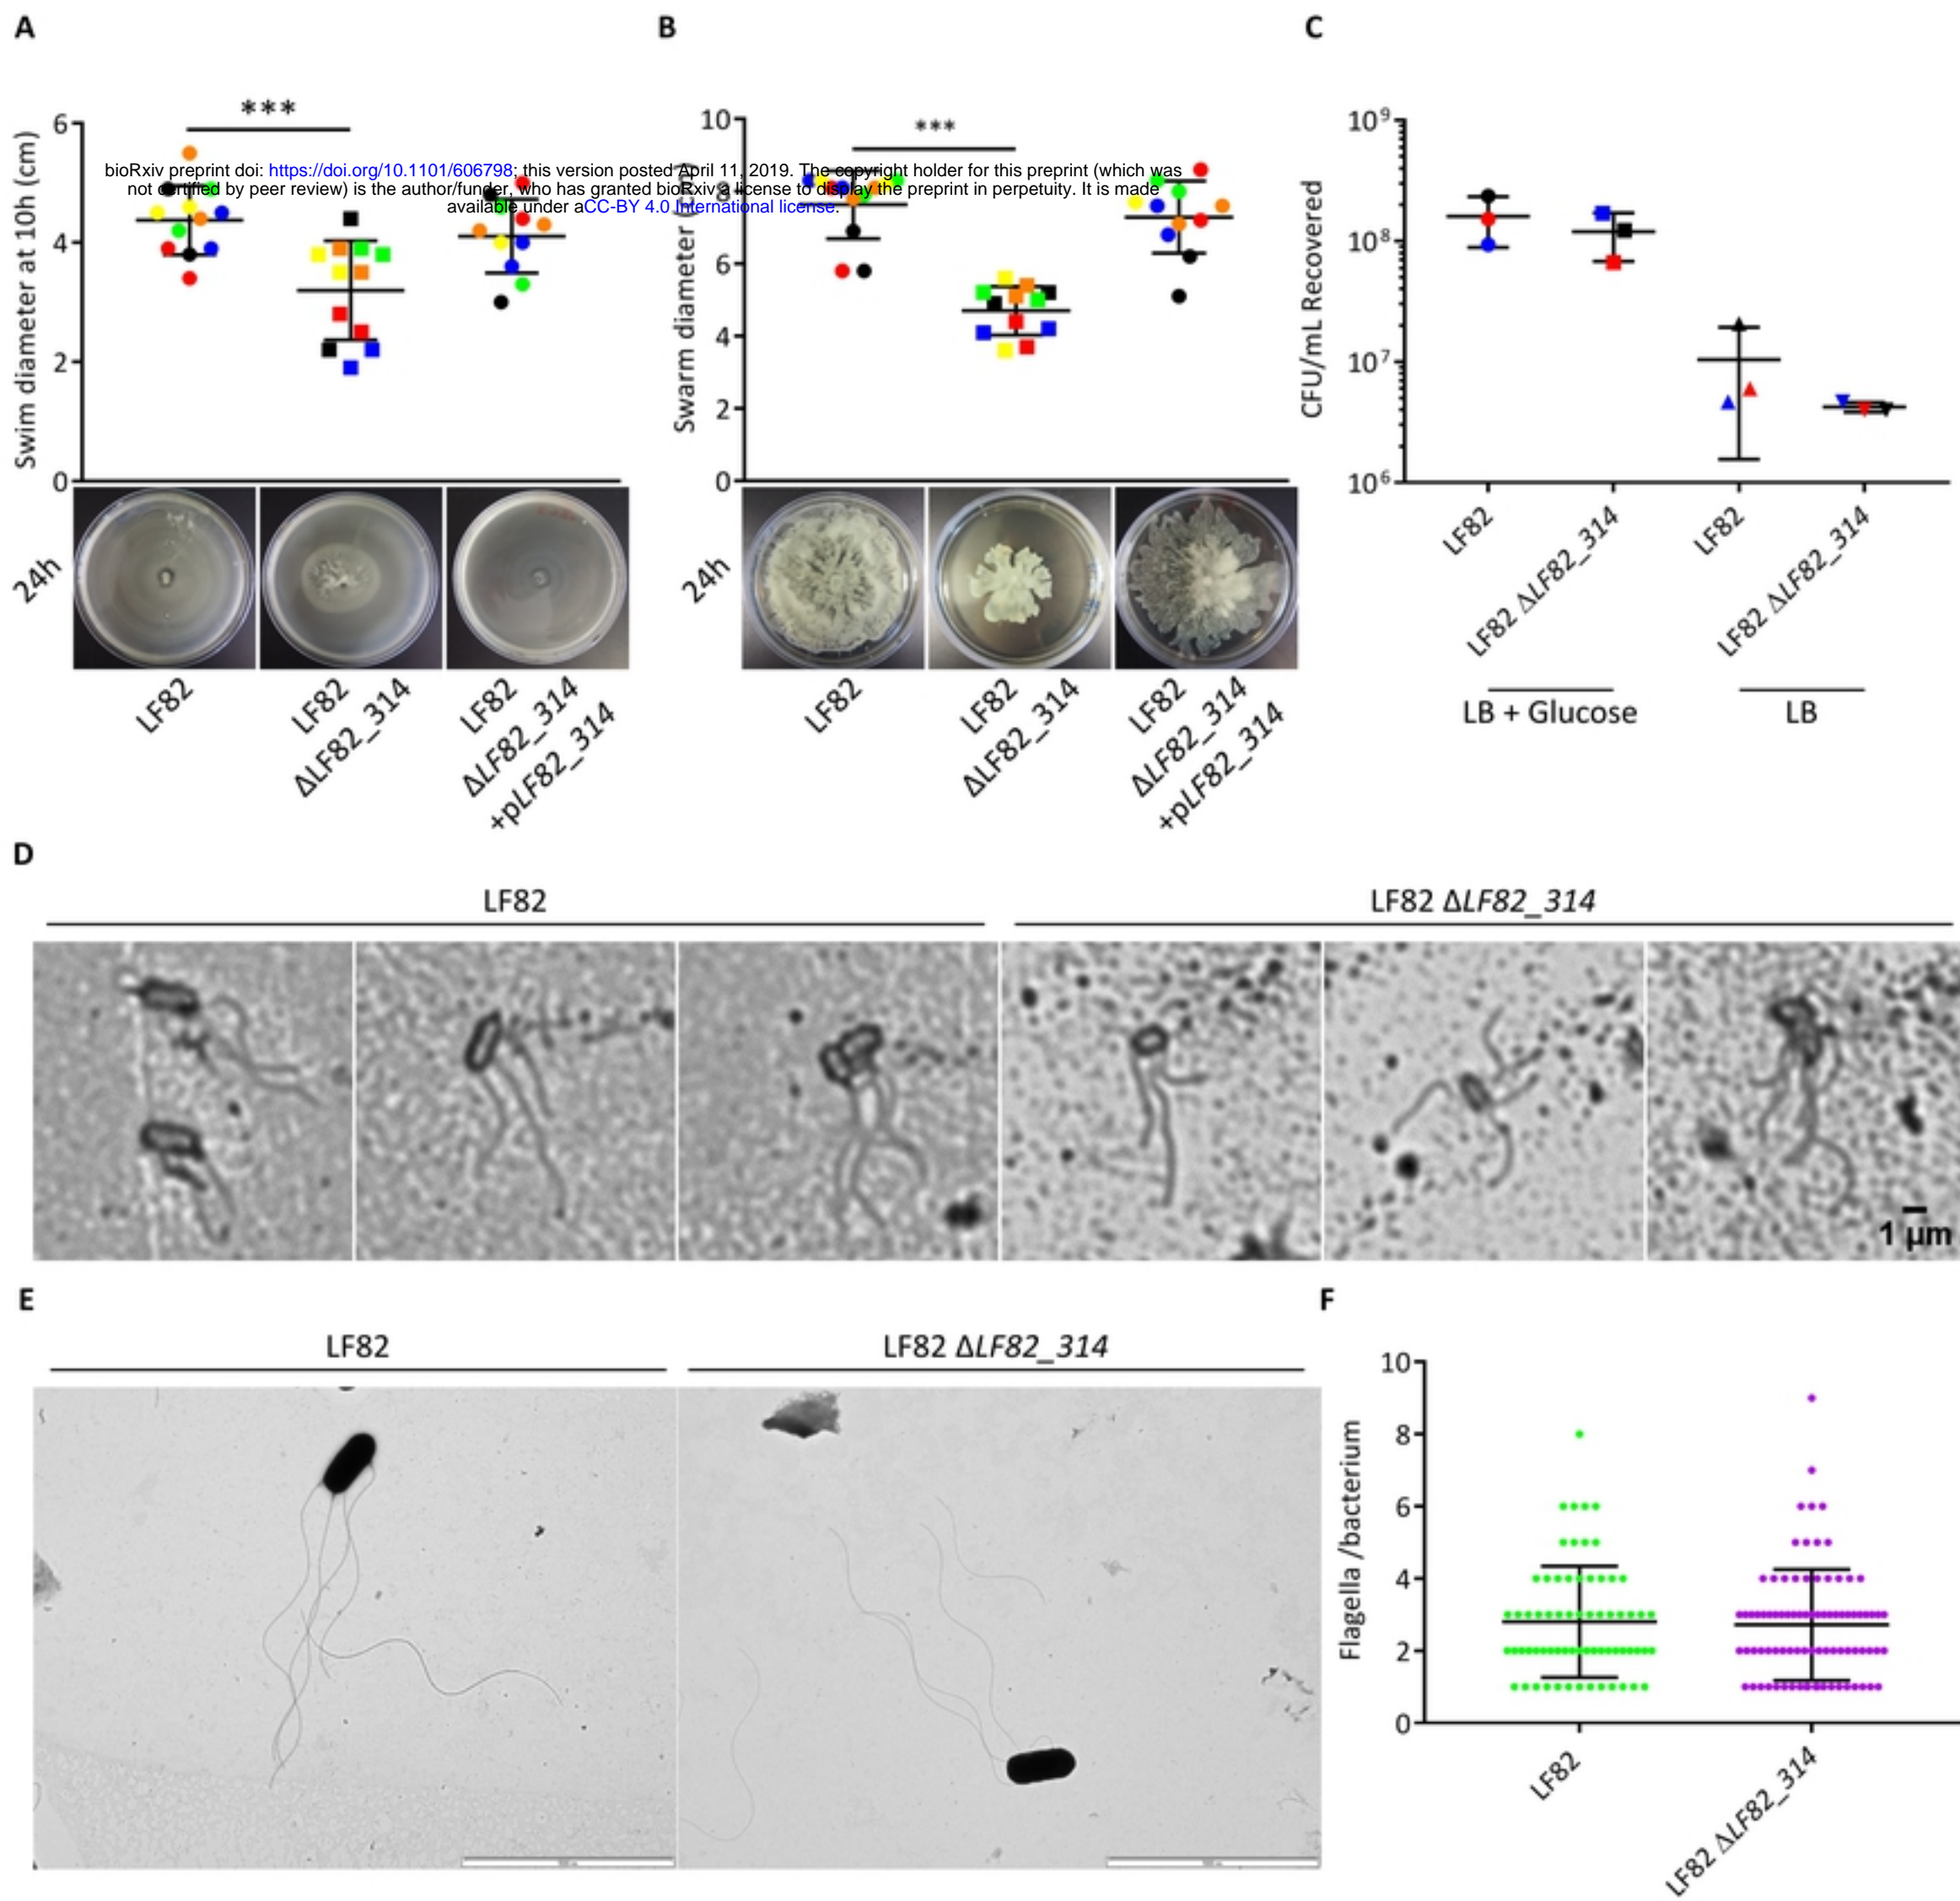 A
B
C
***
***
6
4
2
0
Swim diameter at 10h (cm)
10
8
6
4
2
0
Swarm diameter (cm)
10⁹
10⁸
10⁷
10⁶
CFU/mL Recovered
bioRxiv preprint doi: https://doi.org/10.1101/606798; this version posted April 11, 2019. The copyright holder for this preprint (which was
not certified by peer review) is the author/funder, who has granted bioRxiv a license to display the preprint in perpetuity. It is made
available under aCC-BY 4.0 International license.
24h
24h
LF82
LF82
ΔLF82_314
LF82
ΔLF82_314
+pLF82_314
LF82
LF82
ΔLF82_314
LF82
ΔLF82_314
+pLF82_314
LF82
LF82 ΔLF82_314
LF82
LF82 ΔLF82_314
LB + Glucose
LB
D
LF82
LF82 ΔLF82_314
1 µm
E
LF82
LF82 ΔLF82_314
F
10
8
6
4
2
0
Flagella /bacterium
LF82
LF82 ΔLF82_314